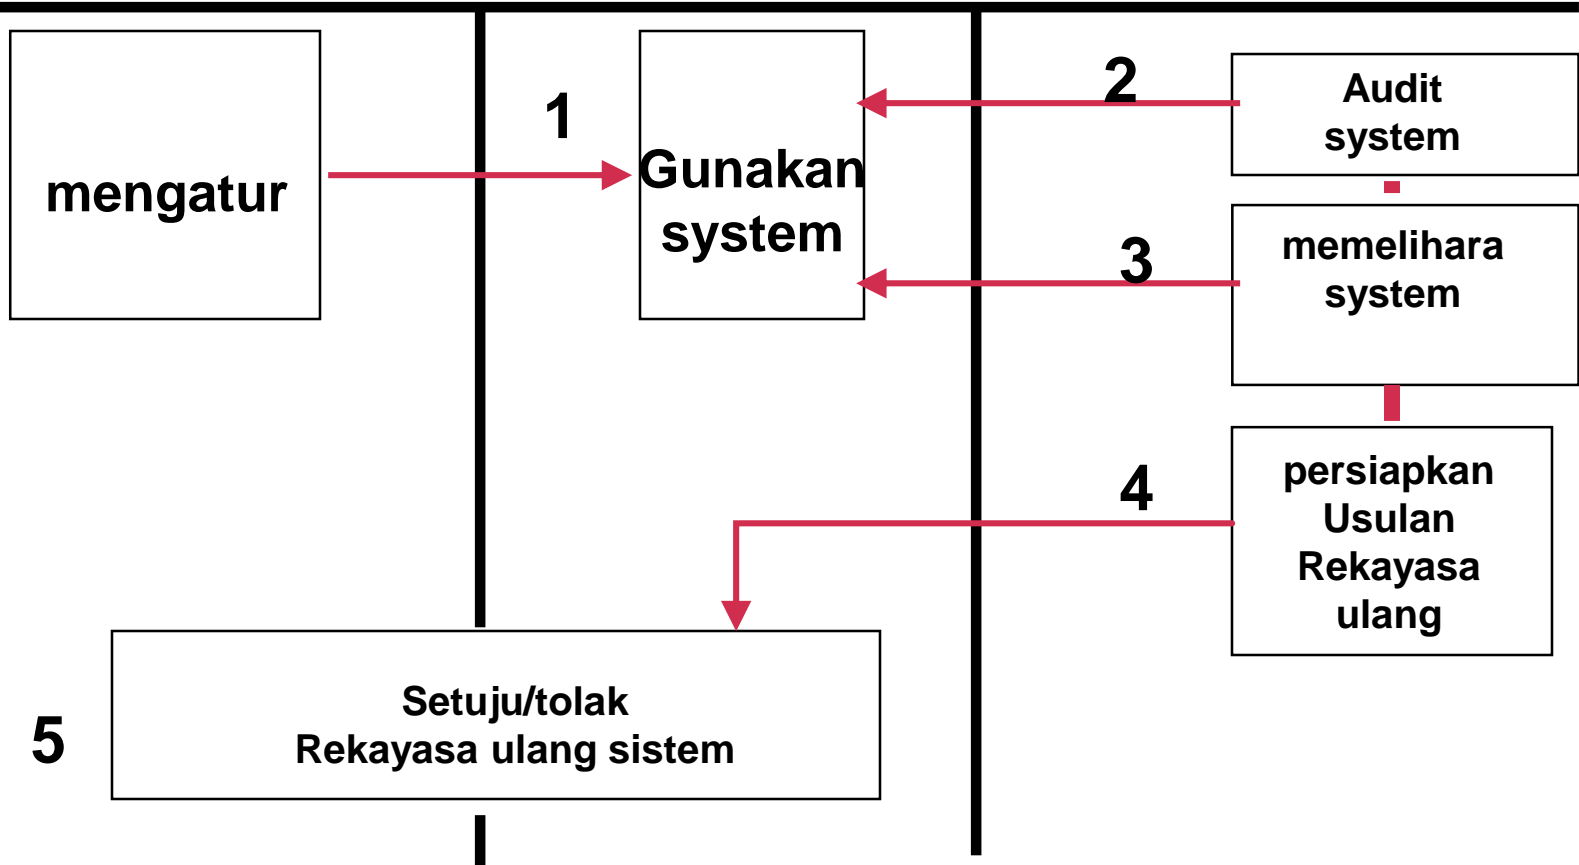 mengatur
1
Gunakan
system
2
Audit
system
3
memelihara
system
4
persiapkan
Usulan
Rekayasa
ulang
5
Setuju/tolak
Rekayasa ulang sistem